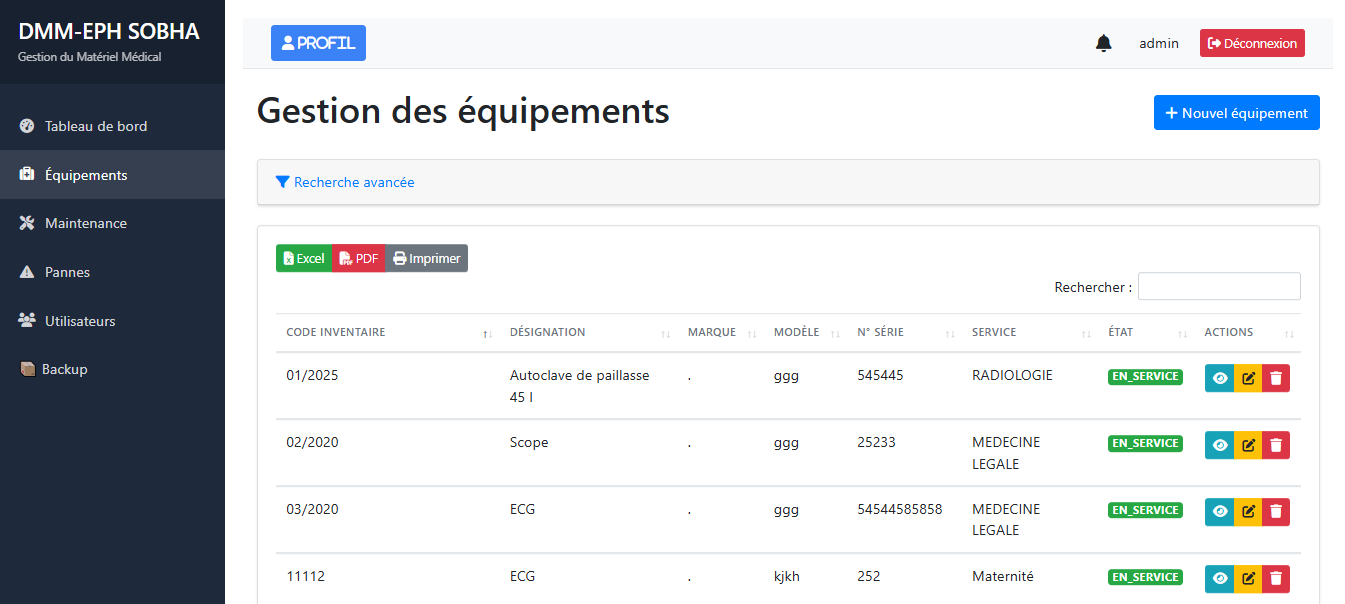 DMM-EPH SOBHA
Gestion du Matériel Médical
Tableau de bord
Équipements
Maintenance
Pannes
Utilisateurs
Backup
PROFIL
admin
Déconnexion
Gestion des équipements
+ Nouvel équipement
Recherche avancée
Excel PDF Imprimer
Rechercher :
CODE INVENTAIRE DÉSIGNATION MARQUE MODÈLE N° SÉRIE SERVICE ÉTAT ACTIONS
01/2025 Autoclave de paillasse . ggg 545445 RADIOLOGIE EN_SERVICE
45 l
02/2020 Scope . ggg 25233 MEDECINE EN_SERVICE
LEGALE
03/2020 ECG . ggg 54544585858 MEDECINE EN_SERVICE
LEGALE
11112 ECG . kjkh 252 Maternité EN_SERVICE